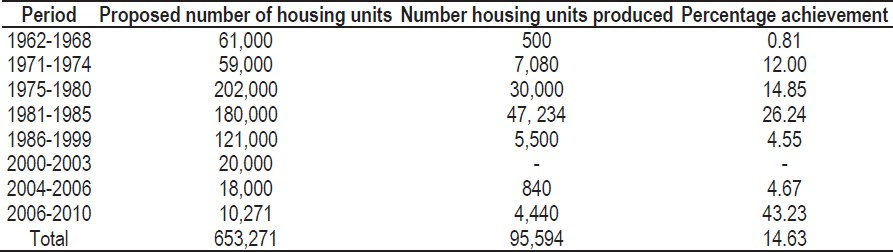 Period Proposed number of housing units Number housing units produced Percentage achievement
1962-1968 61,000 500 0.81
1971-1974 59,000 7,080 12.00
1975-1980 202,000 30,000 14.85
1981-1985 180,000 47, 234 26.24
1986-1999 121,000 5,500 4.55
2000-2003 20,000 - -
2004-2006 18,000 840 4.67
2006-2010 10,271 4,440 43.23
Total 653,271 95,594 14.63